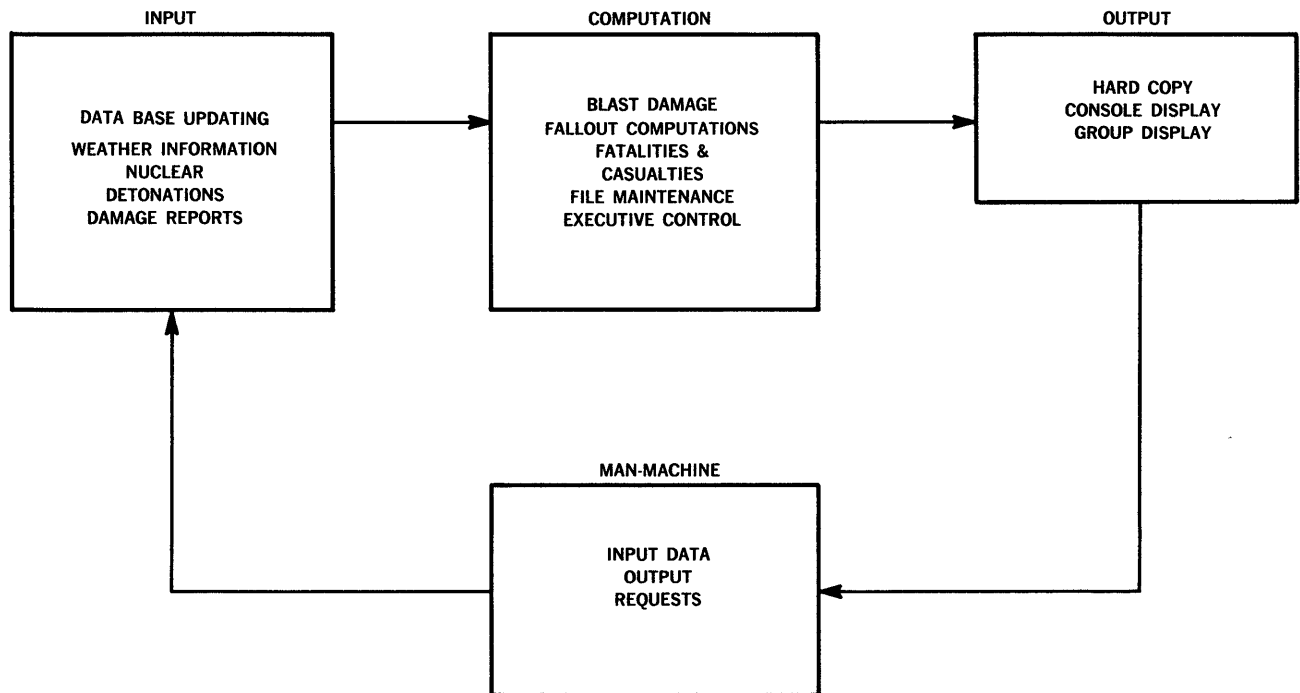 INPUT
DATA BASE UPDATING
WEATHER INFORMATION
NUCLEAR
DETONATIONS
DAMAGE REPORTS
COMPUTATION
BLAST DAMAGE
FALLOUT COMPUTATIONS
FATALITIES &
CASUALTIES
FILE MAINTENANCE
EXECUTIVE CONTROL
OUTPUT
HARD COPY
CONSOLE DISPLAY
GROUP DISPLAY
MAN-MACHINE
INPUT DATA
OUTPUT
REQUESTS